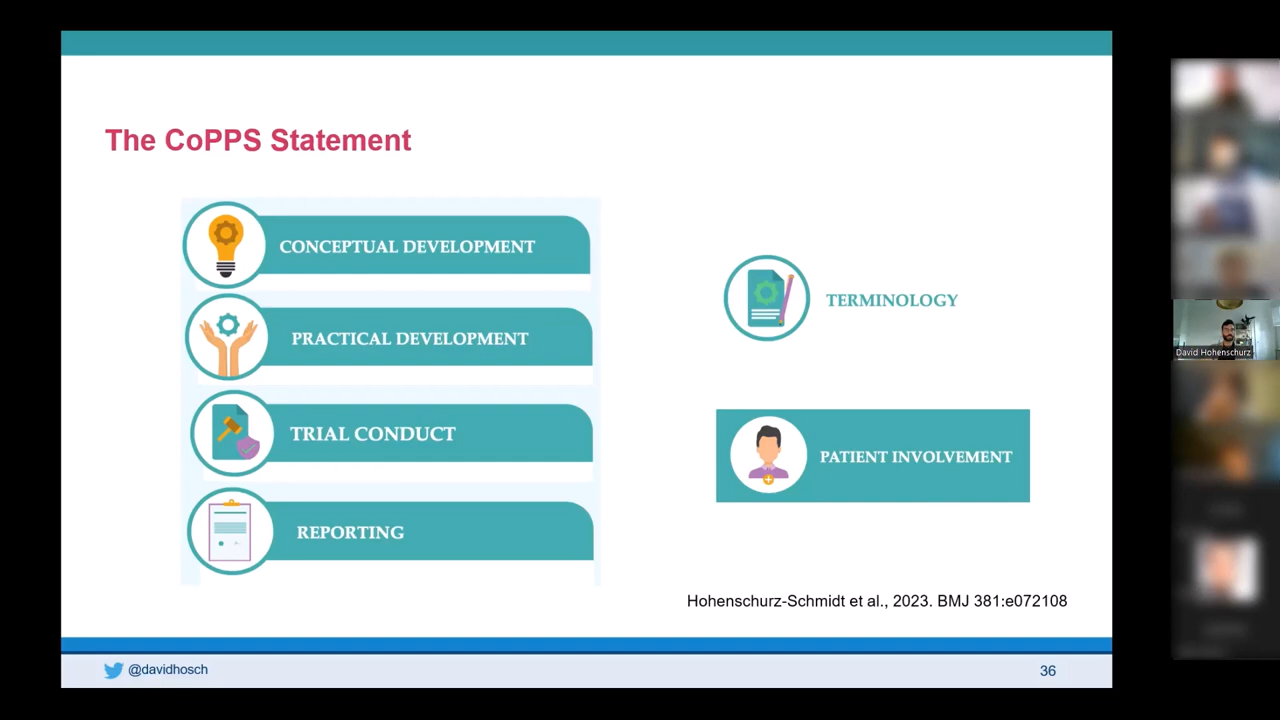 The CoPPS Statement
CONCEPTUAL DEVELOPMENT
PRACTICAL DEVELOPMENT
TRIAL CONDUCT
REPORTING
TERMINOLOGY
PATIENT INVOLVEMENT
Hohenschurz-Schmidt et al., 2023. BMJ 381:e072108
@davidhosch
36
David Hohenschurz